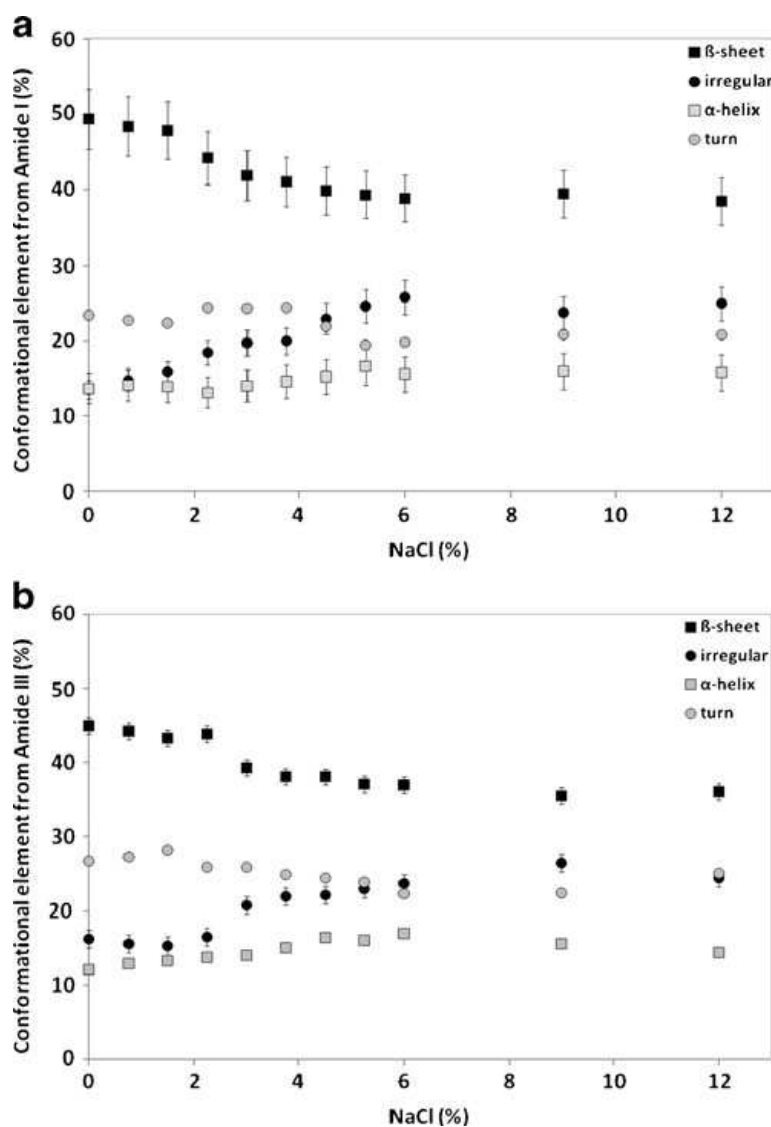 a
Conformational element from Amide I (%)
60
50
40
30
20
10
0
ß-sheet
irregular
α-helix
turn
0 2 4 6 8 10 12
NaCl (%)
b
Conformational element from Amide III (%)
60
50
40
30
20
10
0
ß-sheet
irregular
α-helix
turn
0 2 4 6 8 10 12
NaCl (%)